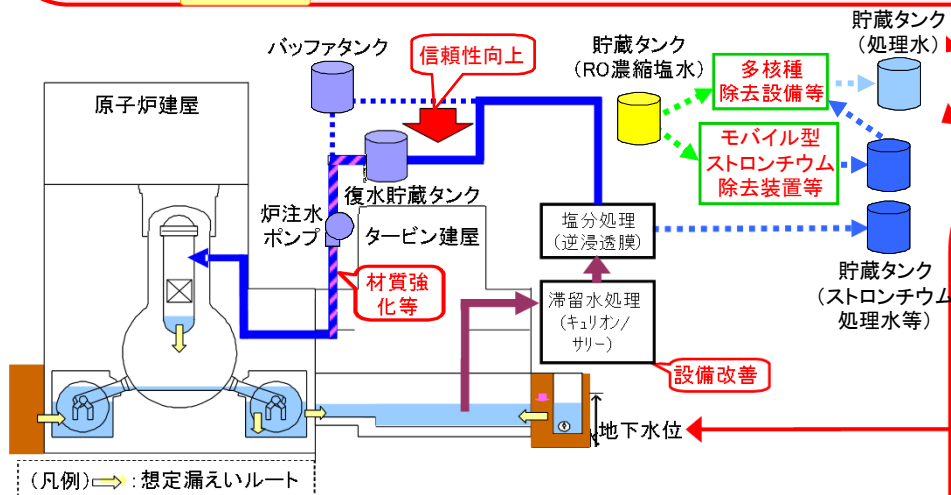 バッファタンク
信頼性向上
貯蔵タンク
(RO濃縮塩水)
多核種
除去設備等
貯蔵タンク
(処理水)
原子炉建屋
モバイル型
ストロンチウム
除去装置等
復水貯蔵タンク
炉注水
ポンプ
タービン建屋
塩分処理
(逆浸透膜)
材質強
化等
滞留水処理
(キュリオン/
サリー)
貯蔵タンク
(ストロンチウム
処理水等)
設備改善
地下水位
(凡例) :想定漏えいルート